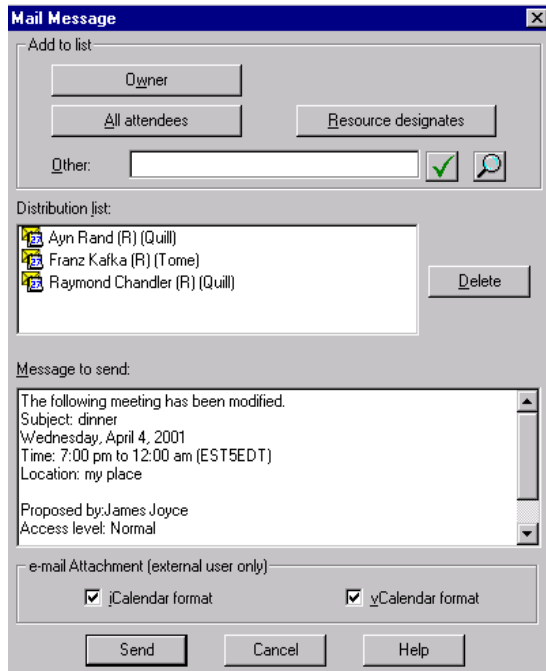 Mail Message
Add to list
Owner
All attendees
Resource designates
Other:
Distribution list:
Ayn Rand (R) (Quill)
Franz Kafka (R) (Tome)
Raymond Chandler (R) (Quill)
Delete
Message to send:
The following meeting has been modified.
Subject: dinner
Wednesday, April 4, 2001
Time: 7:00 pm to 12:00 am (EST5EDT)
Location: my place
Proposed by:James Joyce
Access level: Normal
e-mail Attachment (external user only)
iCalendar format
vCalendar format
Send
Cancel
Help